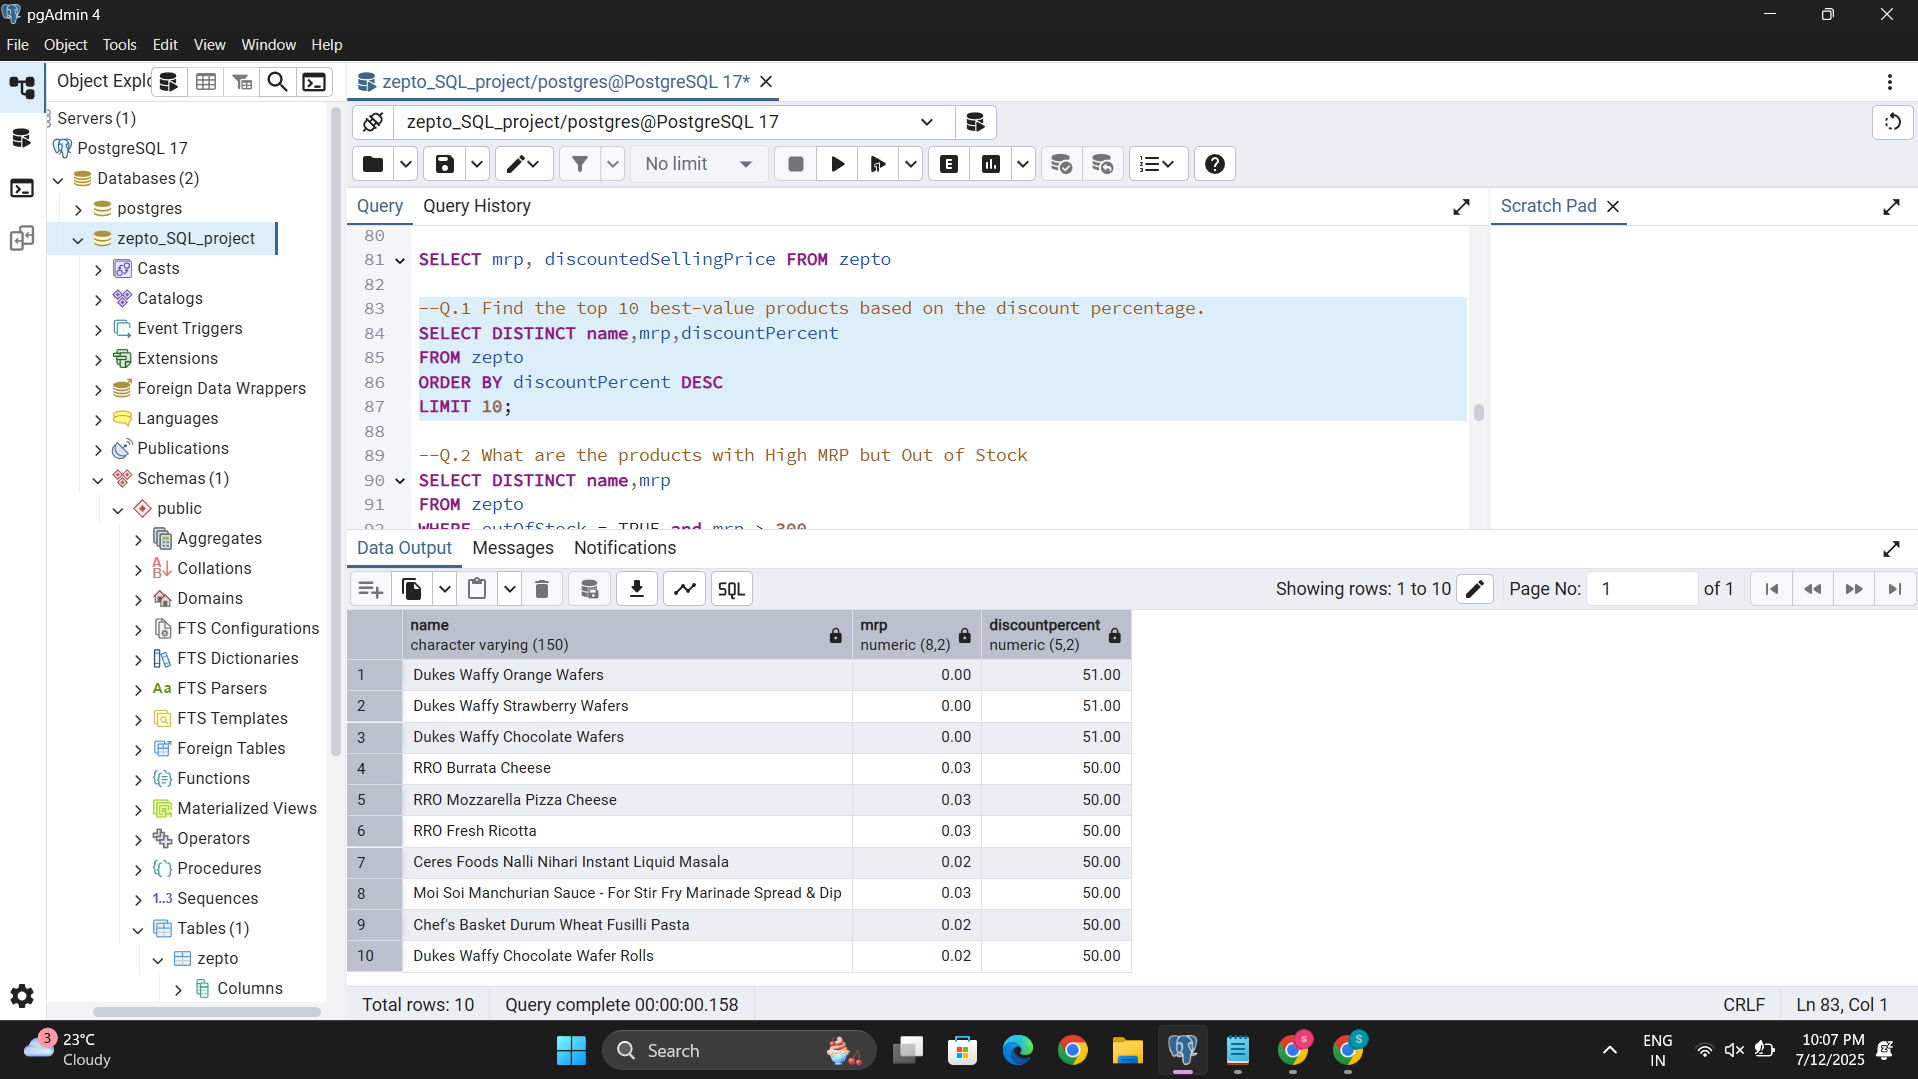 pgAdmin 4
File Object Tools Edit View Window Help
Object Explo
zepto_SQL_project/postgres@PostgreSQL 17*
Servers (1)
zepto_SQL_project/postgres@PostgreSQL 17
PostgreSQL 17
No limit
E
Databases (2)
postgres
zepto_SQL_project
Casts
Catalogs
Event Triggers
Extensions
Foreign Data Wrappers
Languages
Publications
Schemas (1)
public
Aggregates
Collations
Domains
FTS Configurations
FTS Dictionaries
Aa FTS Parsers
FTS Templates
Foreign Tables
Functions
Materialized Views
Operators
Procedures
1..3 Sequences
Tables (1)
zepto
Columns
Query Query History
Scratch Pad
80
81 SELECT mrp, discountedSellingPrice FROM zepto
82
83 --Q.1 Find the top 10 best-value products based on the discount percentage.
84 SELECT DISTINCT name,mrp,discountPercent
85 FROM zepto
86 ORDER BY discountPercent DESC
87 LIMIT 10;
88
89 --Q.2 What are the products with High MRP but Out of Stock
90 SELECT DISTINCT name,mrp
91 FROM zepto
92 WHERE outOfStock = TRUE and mrp > 300
Data Output Messages Notifications
SQL
Showing rows: 1 to 10
Page No: 1 of 1
name mrp discountpercent
character varying (150) numeric (8,2) numeric (5,2)
1 Dukes Waffy Orange Wafers 0.00 51.00
2 Dukes Waffy Strawberry Wafers 0.00 51.00
3 Dukes Waffy Chocolate Wafers 0.00 51.00
4 RRO Burrata Cheese 0.03 50.00
5 RRO Mozzarella Pizza Cheese 0.03 50.00
6 RRO Fresh Ricotta 0.03 50.00
7 Ceres Foods Nalli Nihari Instant Liquid Masala 0.02 50.00
8 Moi Soi Manchurian Sauce - For Stir Fry Marinade Spread & Dip 0.03 50.00
9 Chef's Basket Durum Wheat Fusilli Pasta 0.02 50.00
10 Dukes Waffy Chocolate Wafer Rolls 0.02 50.00
Total rows: 10 Query complete 00:00:00.158 CRLF Ln 83, Col 1
3
23°C
Cloudy
Search
S
S
ENG
IN
10:07 PM
7/12/2025